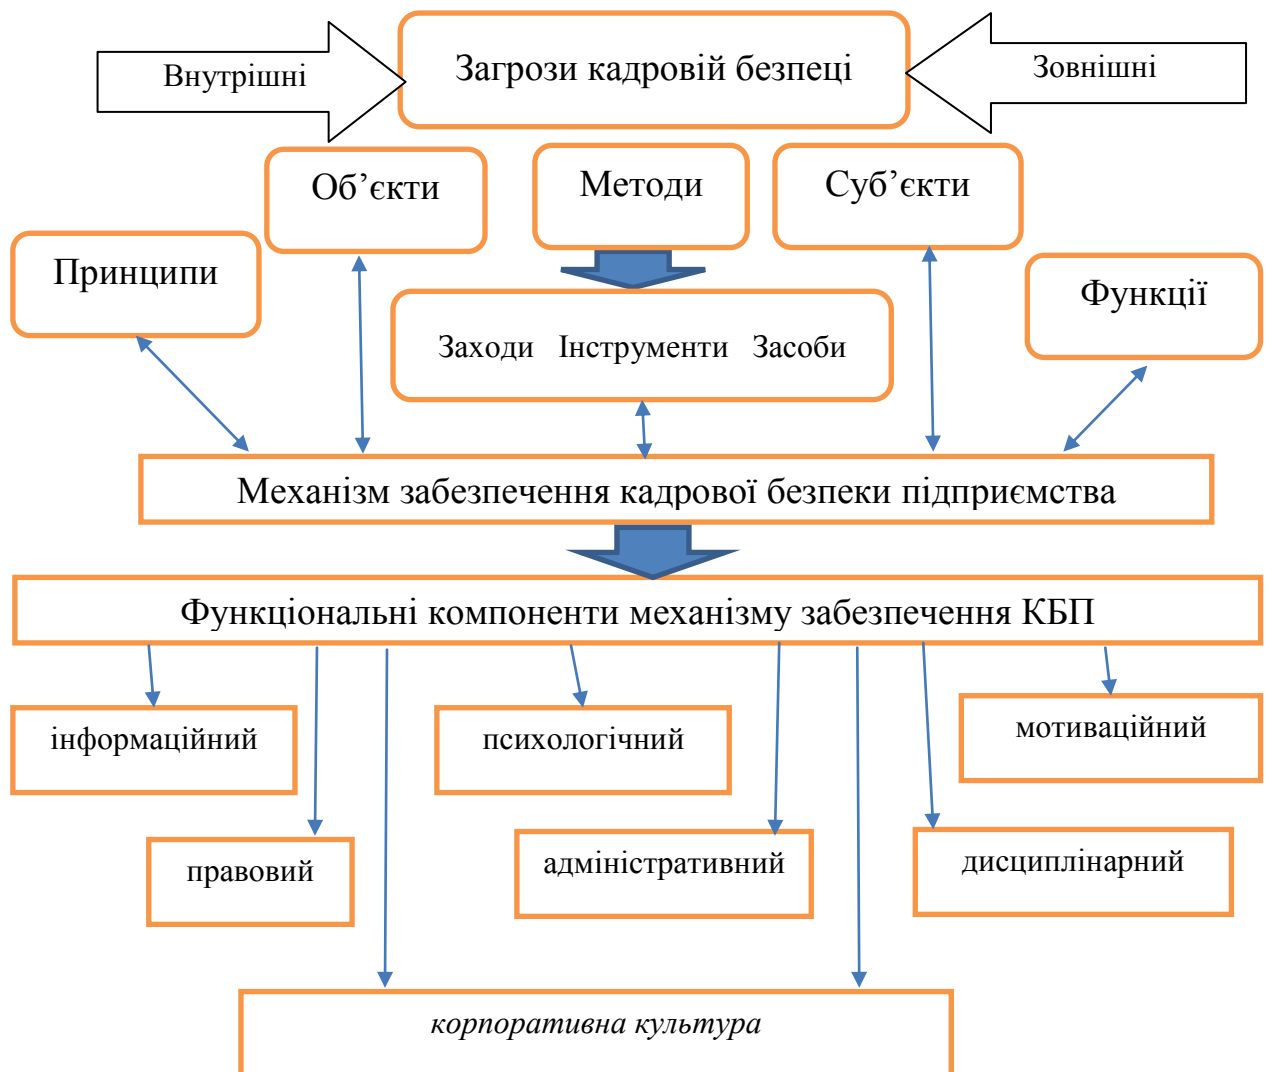 Внутрішні
Загрози кадровій безпеці
Зовнішні
Об’єкти
Методи
Суб’єкти
Принципи
Функції
Заходи Інструменти Засоби
Механізм забезпечення кадрової безпеки підприємства
Функціональні компоненти механізму забезпечення КБП
інформаційний
психологічний
мотиваційний
правовий
адміністративний
дисциплінарний
корпоративна культура